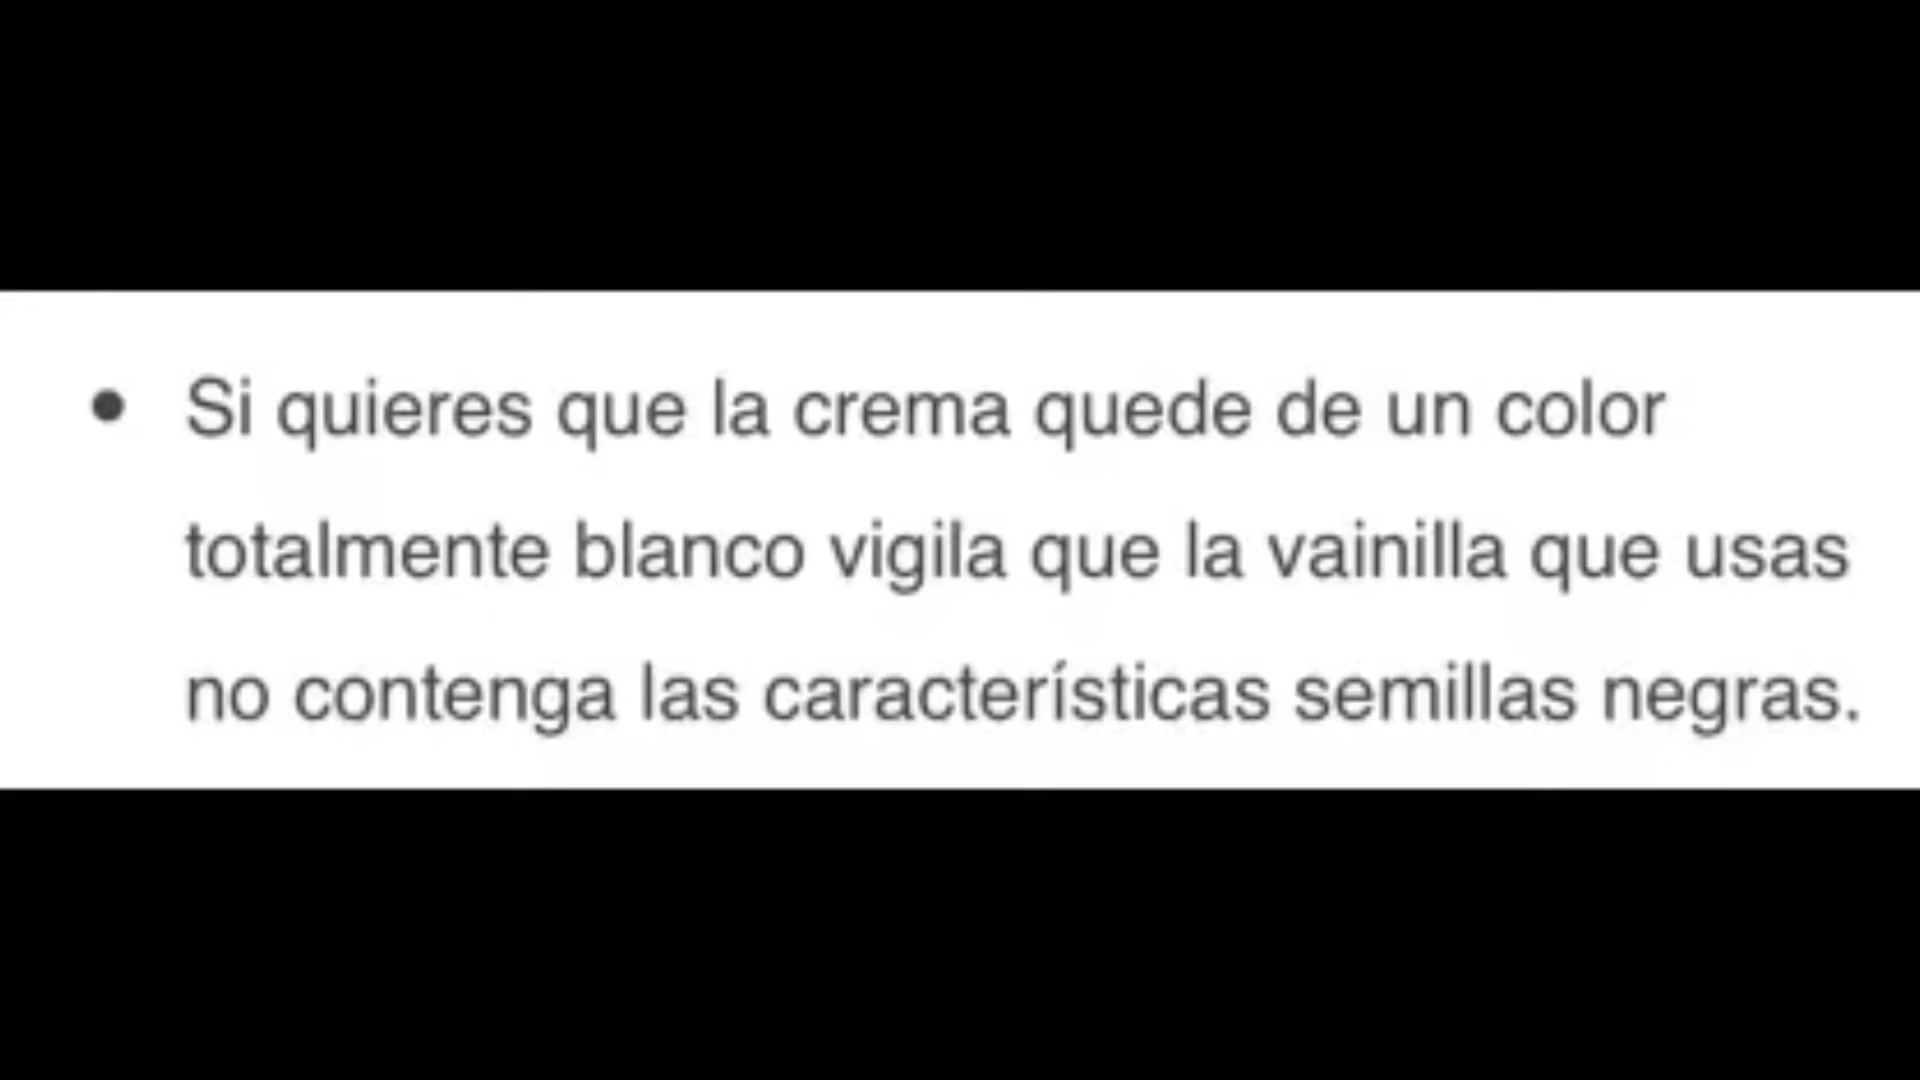 • Si quieres que la crema quede de un color
totalmente blanco vigila que la vainilla que usas
no contenga las características semillas negras.